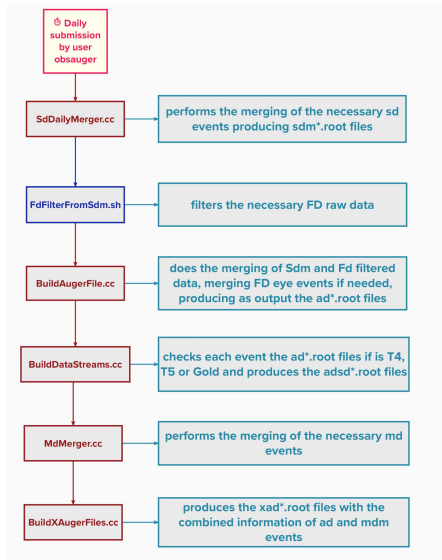 ⏱ Daily
submission
by user
obsauger
SdDailyMerger.cc
performs the merging of the necessary sd
events producing sdm*.root files
FdFilterFromSdm.sh
filters the necessary FD raw data
BuildAugerFile.cc
does the merging of Sdm and Fd filtered
data, merging FD eye events if needed,
producing as output the ad*.root files
BuildDataStreams.cc
checks each event the ad*.root files if is T4,
T5 or Gold and produces the adsd*.root files
MdMerger.cc
performs the merging of the necessary md
events
BuildXAugerFiles.cc
produces the xad*.root files with the
combined information of ad and mdm
events